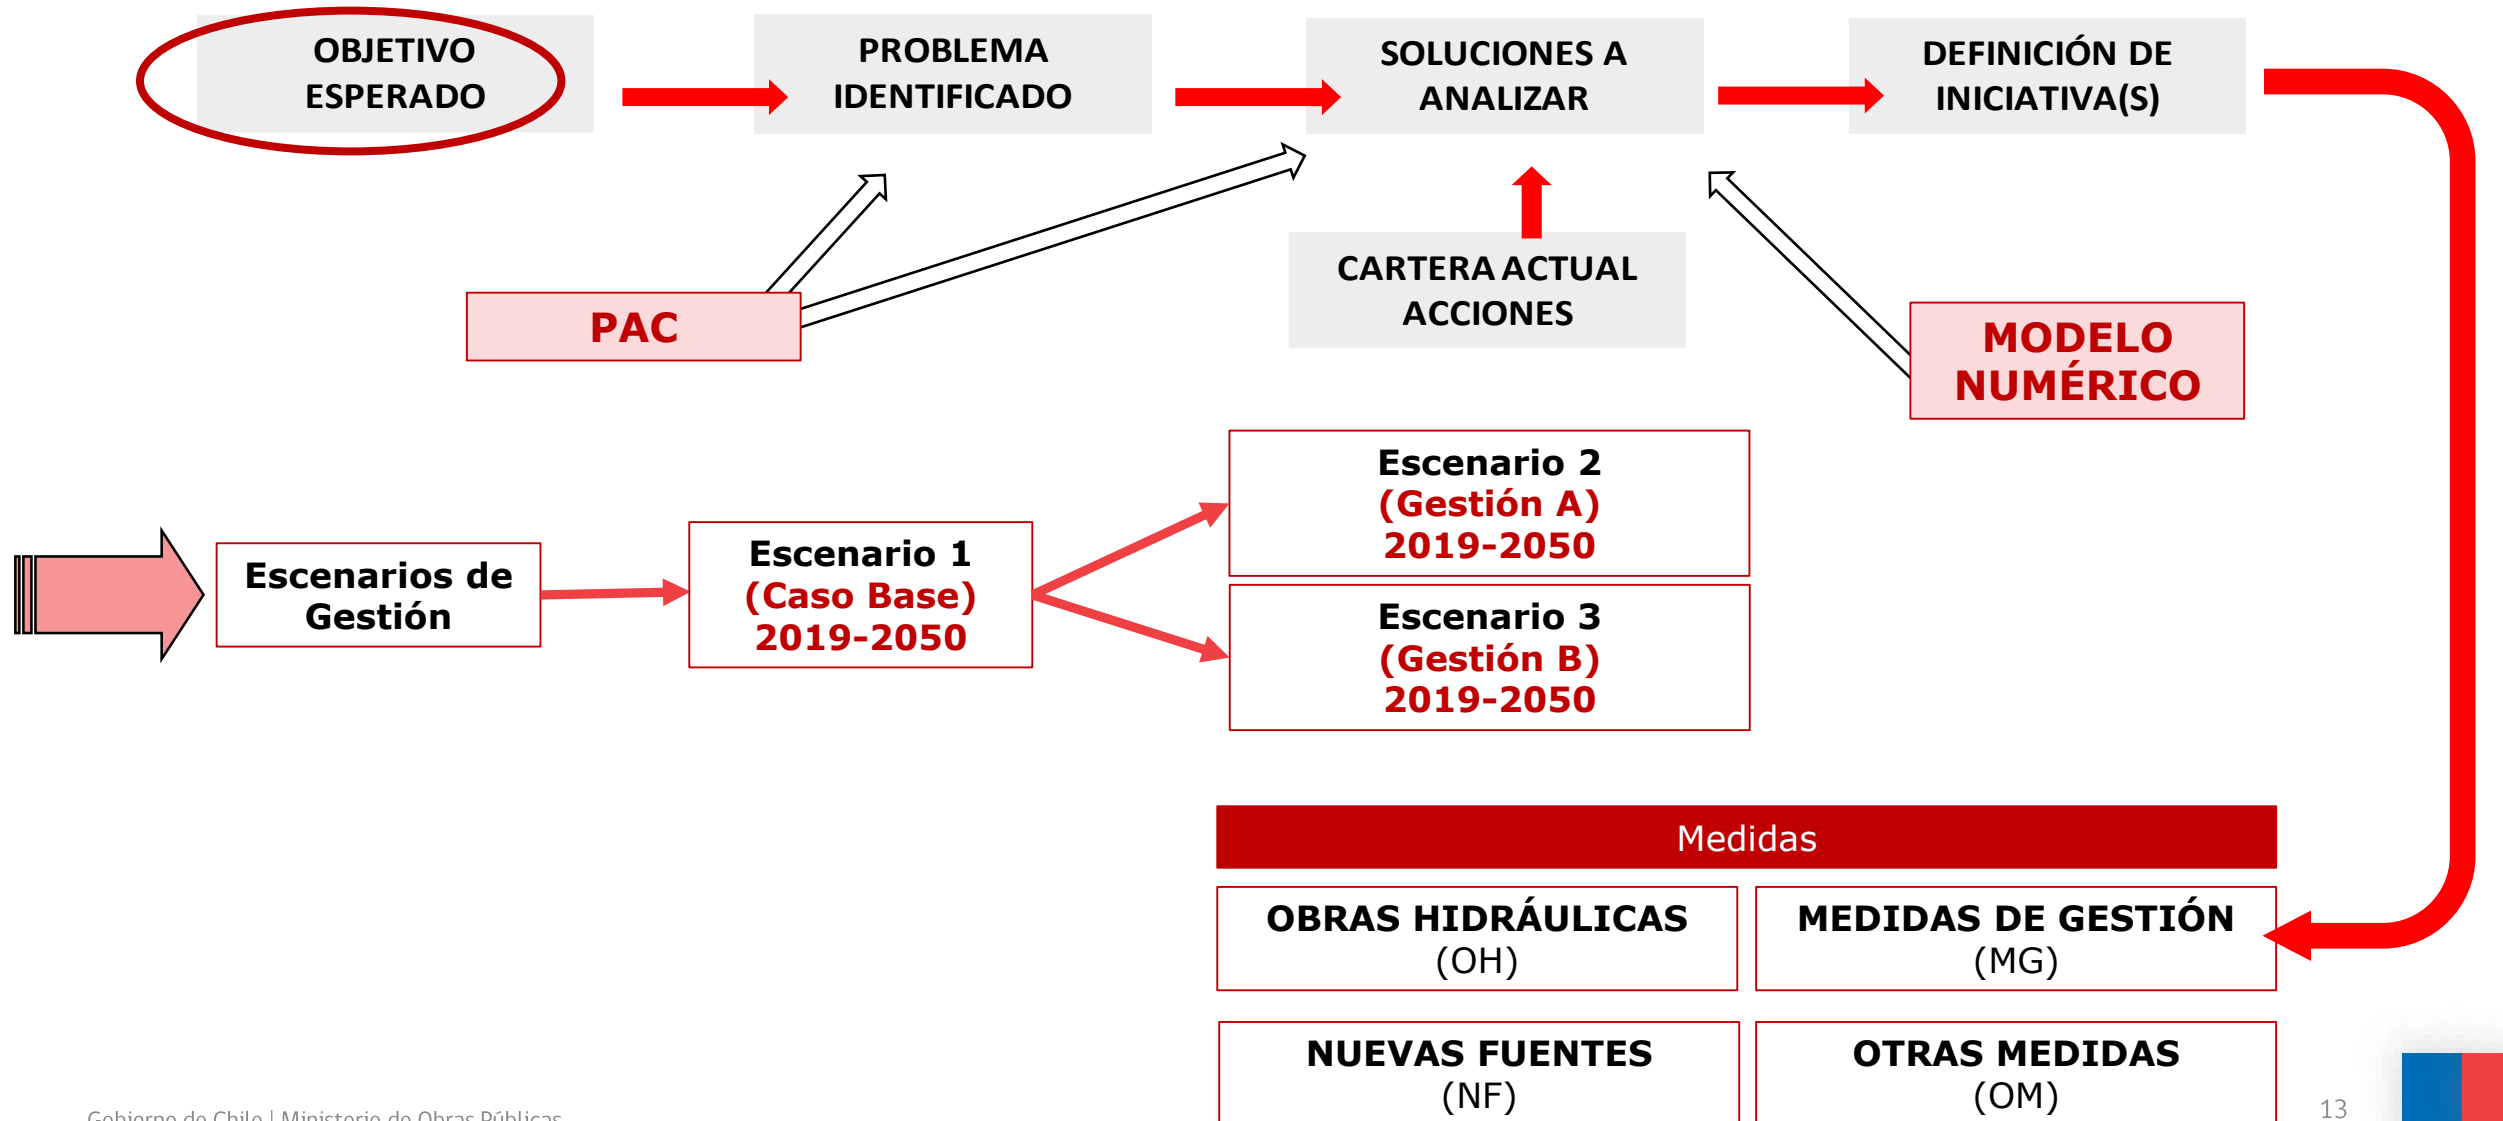 OBJETIVO
ESPERADO
PROBLEMA
IDENTIFICADO
SOLUCIONES A
ANALIZAR
DEFINICIÓN DE
INICIATIVA(S)
CARTERA ACTUAL
ACCIONES
PAC
MODELO
NUMÉRICO
Escenarios de
Gestión
Escenario 1
(Caso Base)
2019-2050
Escenario 2
(Gestión A)
2019-2050
Escenario 3
(Gestión B)
2019-2050
Medidas
OBRAS HIDRÁULICAS
(OH)
MEDIDAS DE GESTIÓN
(MG)
NUEVAS FUENTES
(NF)
OTRAS MEDIDAS
(OM)
Gobierno de Chile | Ministerio de Obras Públicas
13